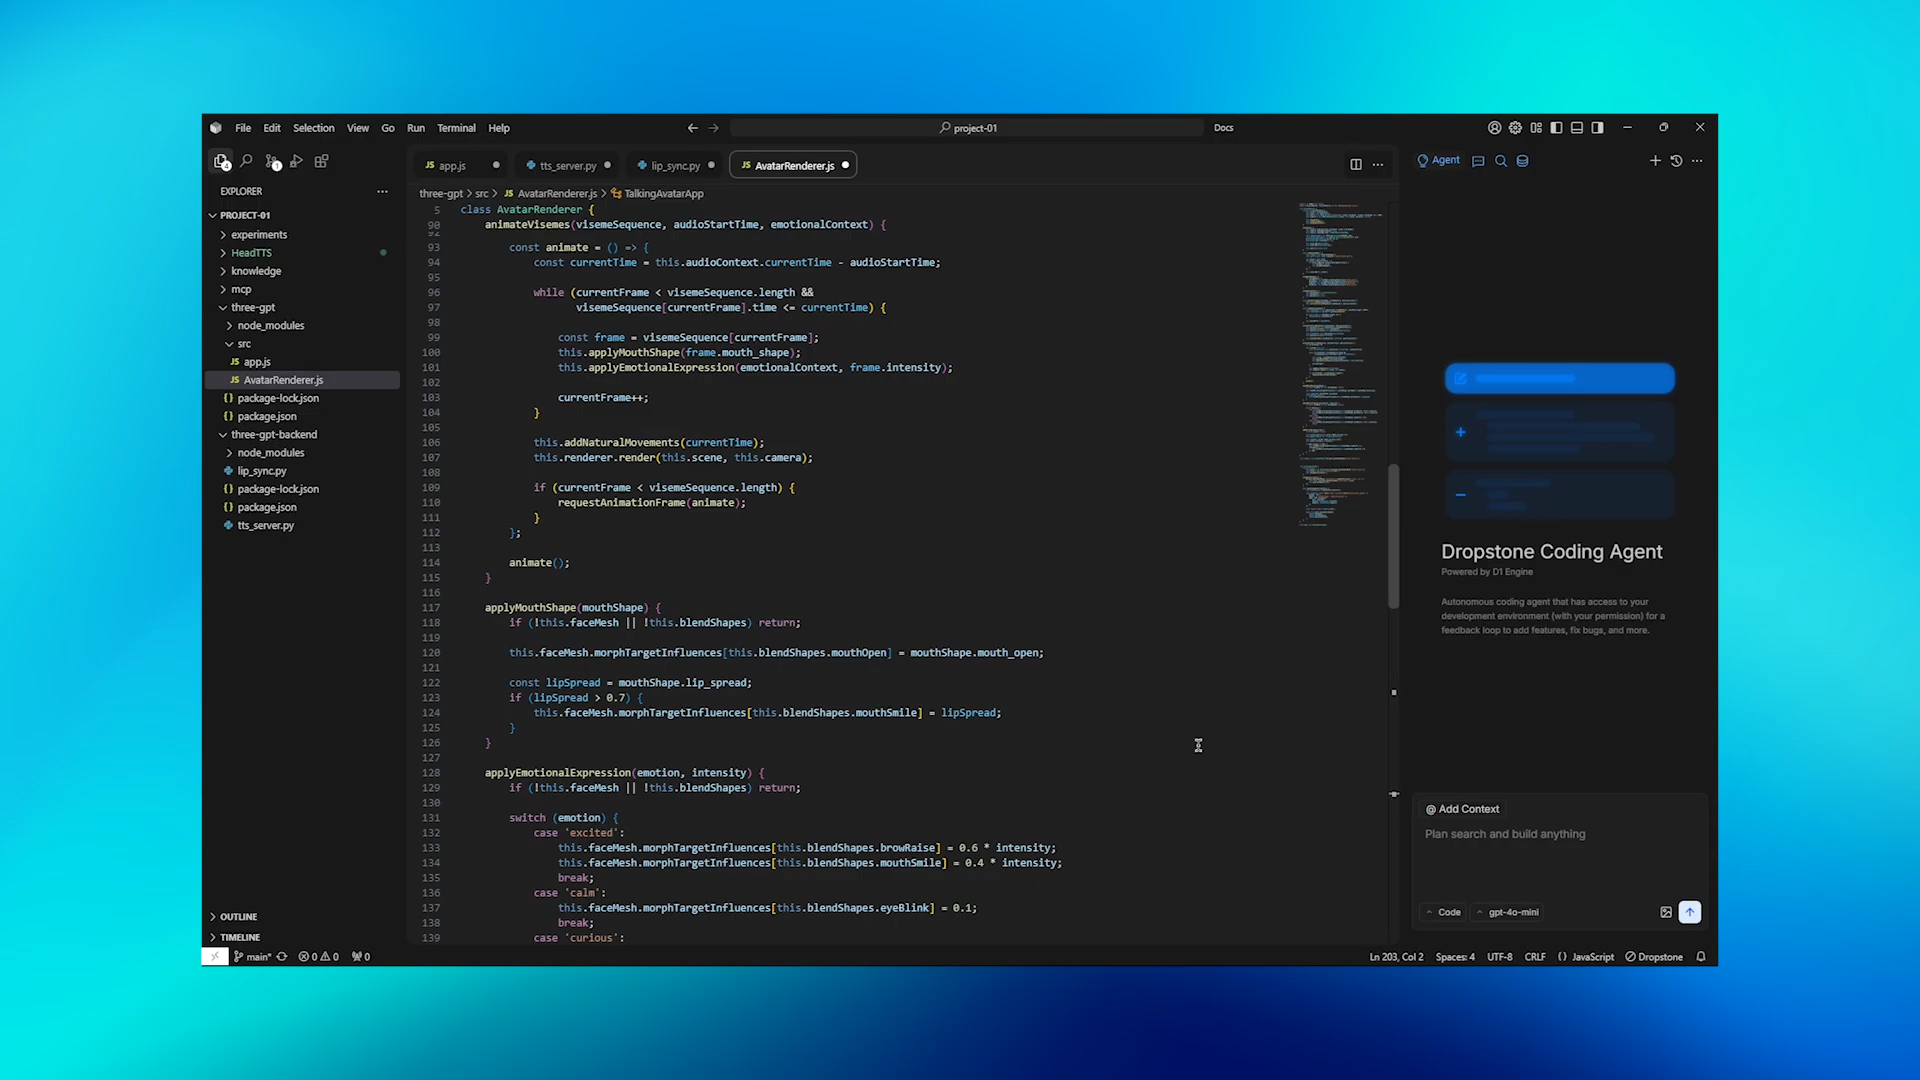 File Edit Selection View Go Run Terminal Help
project-01
Docs
EXPLORER
PROJECT-01
experiments
HeadTTS
knowledge
mcp
three-gpt
node_modules
src
JS app.js
JS AvatarRenderer.js
{} package-lock.json
{} package.json
three-gpt-backend
node_modules
lip_sync.py
{} package-lock.json
{} package.json
tts_server.py
OUTLINE
TIMELINE
JS app.js tts_server.py lip_sync.py JS AvatarRenderer.js
three-gpt > src > JS AvatarRenderer.js > TalkingAvatarApp
5 class AvatarRenderer {
90 animateVisemes(visemeSequence, audioStartTime, emotionalContext) {
93 const animate = () => {
94 const currentTime = this.audioContext.currentTime - audioStartTime;
95
96 while (currentFrame < visemeSequence.length &&
97 visemeSequence[currentFrame].time <= currentTime) {
98
99 const frame = visemeSequence[currentFrame];
100 this.applyMouthShape(frame.mouth_shape);
101 this.applyEmotionalExpression(emotionalContext, frame.intensity);
102
103 currentFrame++;
104 }
105
106 this.addNaturalMovements(currentTime);
107 this.renderer.render(this.scene, this.camera);
108
109 if (currentFrame < visemeSequence.length) {
110 requestAnimationFrame(animate);
111 }
112 };
113
114 animate();
115 }
116
117 applyMouthShape(mouthShape) {
118 if (!this.faceMesh || !this.blendShapes) return;
119
120 this.faceMesh.morphTargetInfluences[this.blendShapes.mouthOpen] = mouthShape.mouth_open;
121
122 const lipSpread = mouthShape.lip_spread;
123 if (lipSpread > 0.7) {
124 this.faceMesh.morphTargetInfluences[this.blendShapes.mouthSmile] = lipSpread;
125 }
126 }
127
128 applyEmotionalExpression(emotion, intensity) {
129 if (!this.faceMesh || !this.blendShapes) return;
130
131 switch (emotion) {
132 case 'excited':
133 this.faceMesh.morphTargetInfluences[this.blendShapes.browRaise] = 0.6 * intensity;
134 this.faceMesh.morphTargetInfluences[this.blendShapes.mouthSmile] = 0.4 * intensity;
135 break;
136 case 'calm':
137 this.faceMesh.morphTargetInfluences[this.blendShapes.eyeBlink] = 0.1;
138 break;
139 case 'curious':
Agent
Dropstone Coding Agent
Powered by D1 Engine
Autonomous coding agent that has access to your
development environment (with your permission) for a
feedback loop to add features, fix bugs, and more.
@ Add Context
Plan search and build anything
Code gpt-4o-mini
main* 0 0 0
Ln 203, Col 2 Spaces: 4 UTF-8 CRLF {} JavaScript Dropstone